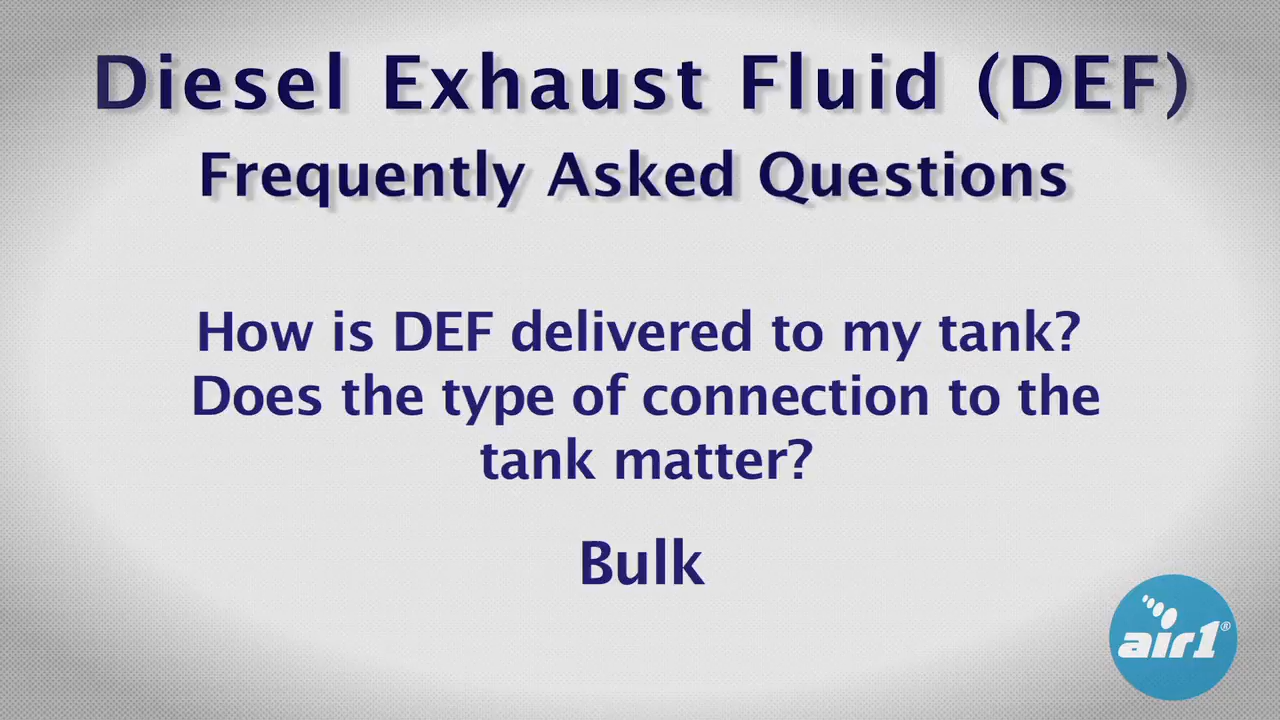 Diesel Exhaust Fluid (DEF)
Frequently Asked Questions
How is DEF delivered to my tank?
Does the type of connection to the
tank matter?
Bulk
air1®